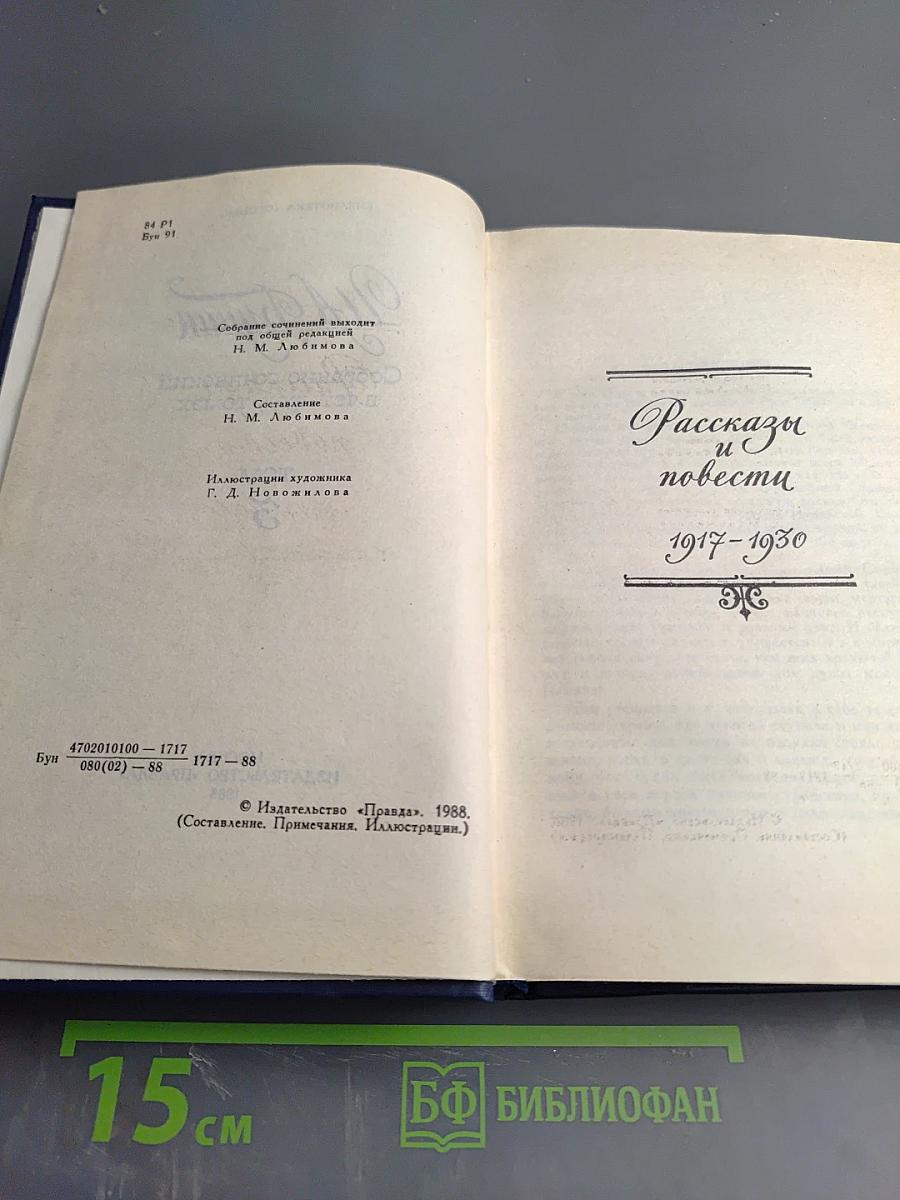 84 Р1
Бун 91
Собрание сочинений выходит
под общей редакцией
Н. М. Любимова
Составление
Н. М. Любимова
Иллюстрации художника
Г. Д. Новожилова
Бун 4702010100 — 1717
080(02) — 88
1717 — 88
© Издательство «Правда». 1988.
(Составление. Примечания. Иллюстрации.)
Рассказы
и
повести
1917–1930
15 см
БФ БИБЛИОФАН